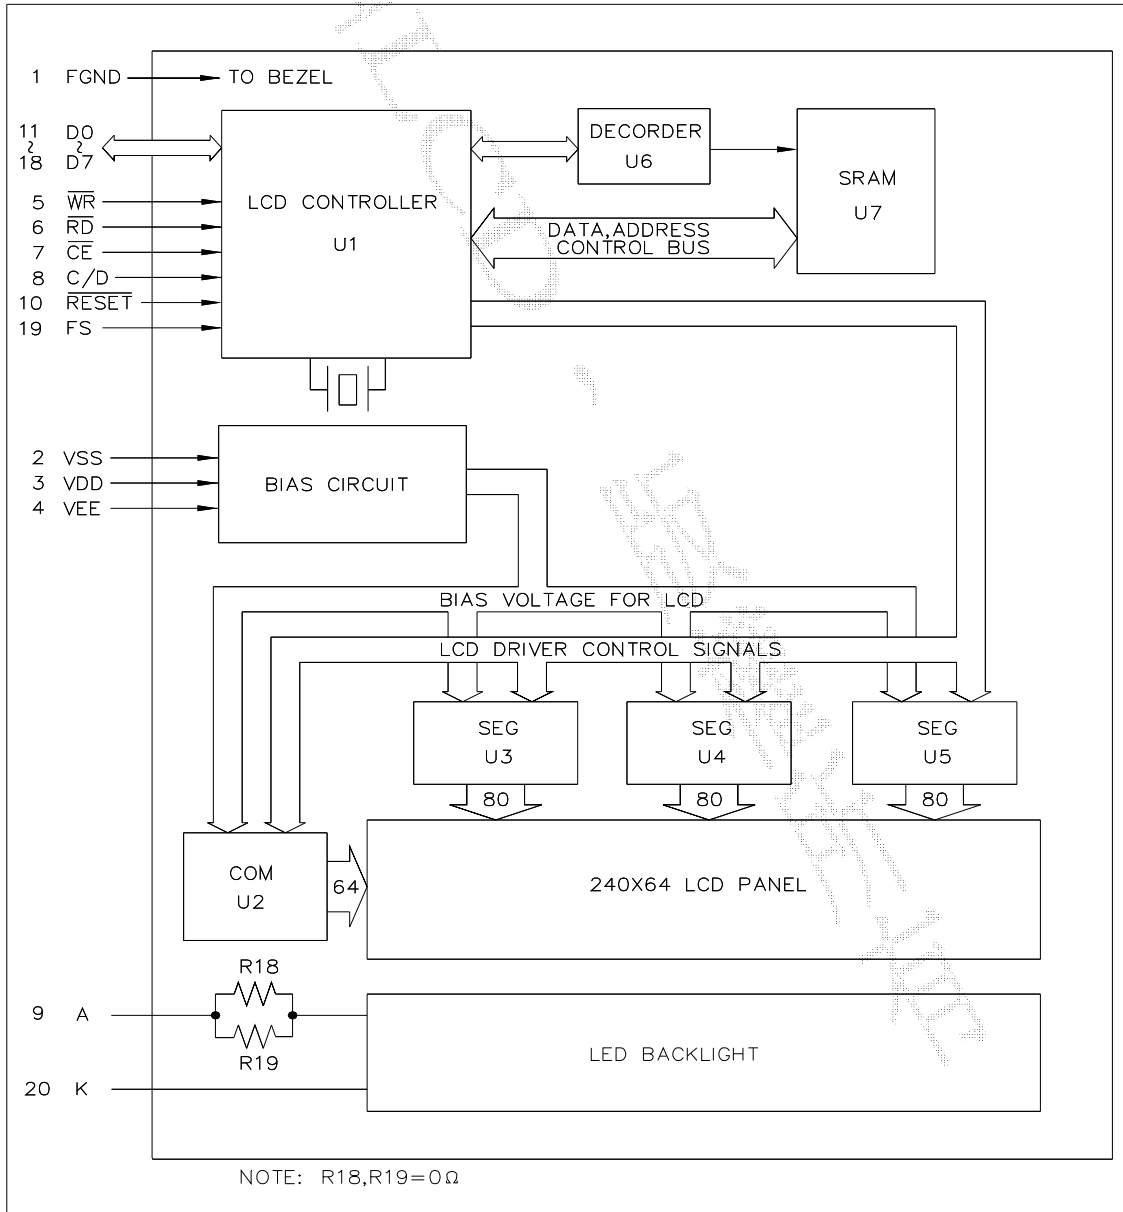 1 FGND TO BEZEL
11 D0
~ ~
18 D7
5 WR
6 RD
7 CE
8 C/D
10 RESET
19 FS
LCD CONTROLLER
U1
DECORDER
U6
SRAM
U7
DATA,ADDRESS
CONTROL BUS
2 VSS
3 VDD
4 VEE
BIAS CIRCUIT
BIAS VOLTAGE FOR LCD
LCD DRIVER CONTROL SIGNALS
SEG
U3
SEG
U4
SEG
U5
80
80
80
COM
U2
64
240X64 LCD PANEL
R18
9 A
R19
LED BACKLIGHT
20 K
NOTE: R18,R19=0Ω